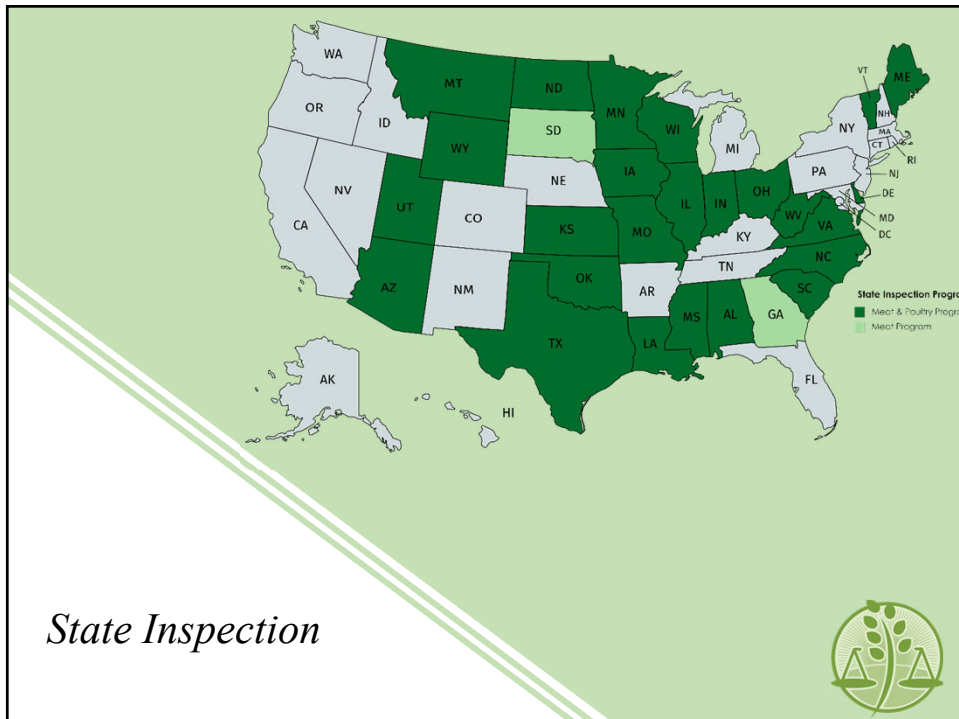 WA
MT
ND
MN
VT
ME
OR
ID
SD
WI
NH
NY
MA
WY
MI
CT
RI
NE
IA
PA
NJ
NV
UT
CO
IL
IN
OH
DE
WV
MD
CA
KS
MO
VA
DC
KY
AZ
NM
OK
TN
NC
AR
SC
MS
AL
GA
State Inspection Progra
Meat & Poultry Progra
Meat Program
TX
LA
FL
AK
HI
State Inspection